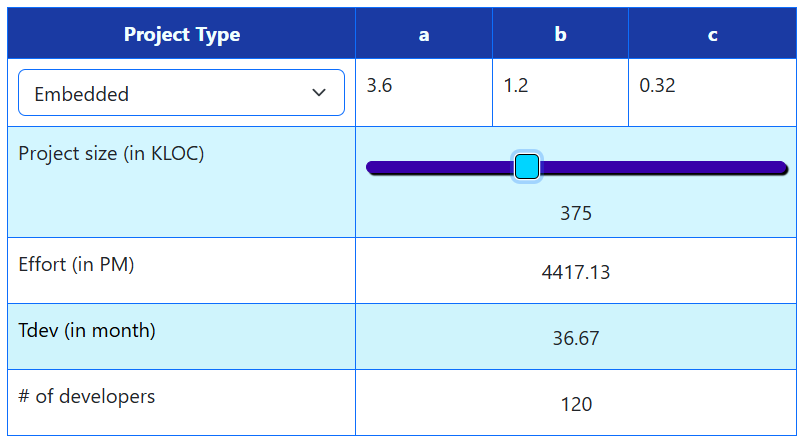 Project Type a b c
Embedded 3.6 1.2 0.32
Project size (in KLOC)
375
Effort (in PM)
4417.13
Tdev (in month)
36.67
# of developers
120